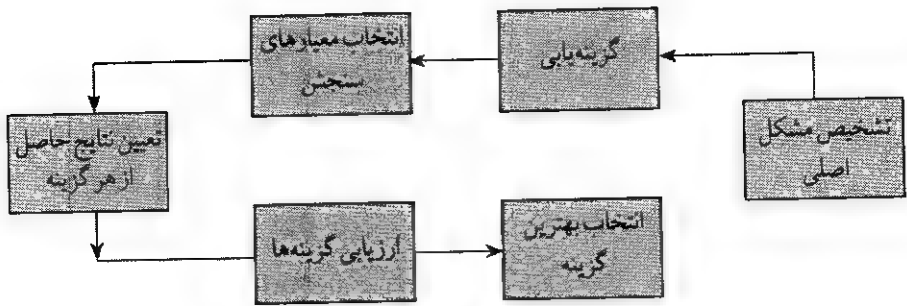 تشخیص مشکل
اصلی
گزینه‌یابی
انتخاب معیارهای
سنجش
تعیین نتایج حاصل
از هر گزینه
ارزیابی گزینه‌ها
انتخاب بهترین
گزینه